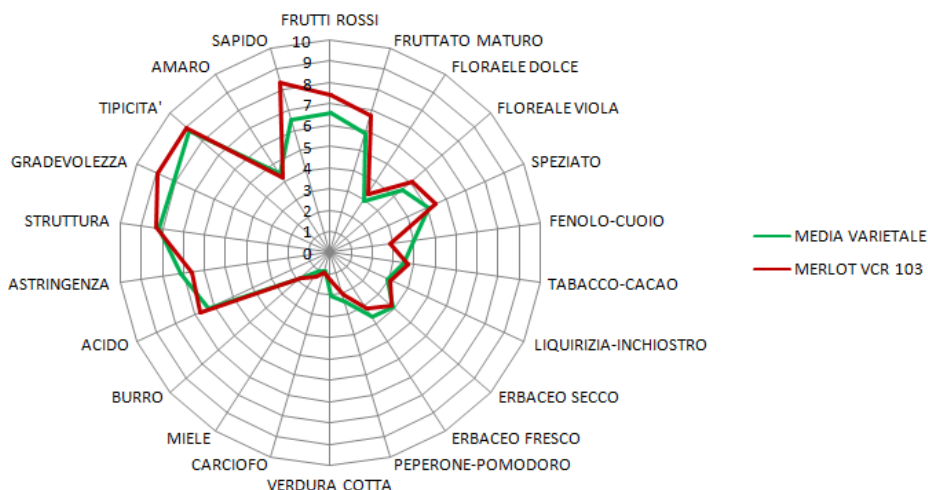 FRUTTI ROSSI
FRUTTATO MATURO
FLORAELE DOLCE
FLOREALE VIOLA
SPEZIATO
FENOLO-CUOIO
TABACCO-CACAO
LIQUIRIZIA-INCHIOSTRO
ERBACEO SECCO
ERBACEO FRESCO
PEPERONE-POMODORO
VERDURA COTTA
CARCIOFO
MIELE
BURRO
ACIDO
ASTRINGENZA
STRUTTURA
GRADEVOLEZZA
TIPICITA'
AMARO
SAPIDO
10
9
8
7
6
5
4
3
2
1
0
MEDIA VARIETALE
MERLOT VCR 103